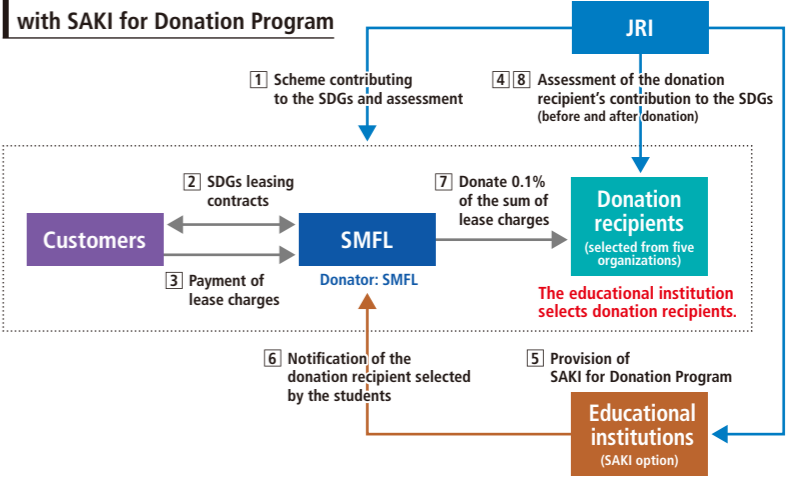 with SAKI for Donation Program
JRI
1 Scheme contributing
to the SDGs and assessment
4 8 Assessment of the donation
recipient's contribution to the SDGs
(before and after donation)
2 SDGs leasing
contracts
7 Donate 0.1%
of the sum of
lease charges
Customers
SMFL
Donation
recipients
(selected from five
organizations)
3 Payment of
lease charges
Donator: SMFL
The educational institution
selects donation recipients.
6 Notification of the
donation recipient selected
by the students
5 Provision of
SAKI for Donation Program
Educational
institutions
(SAKI option)